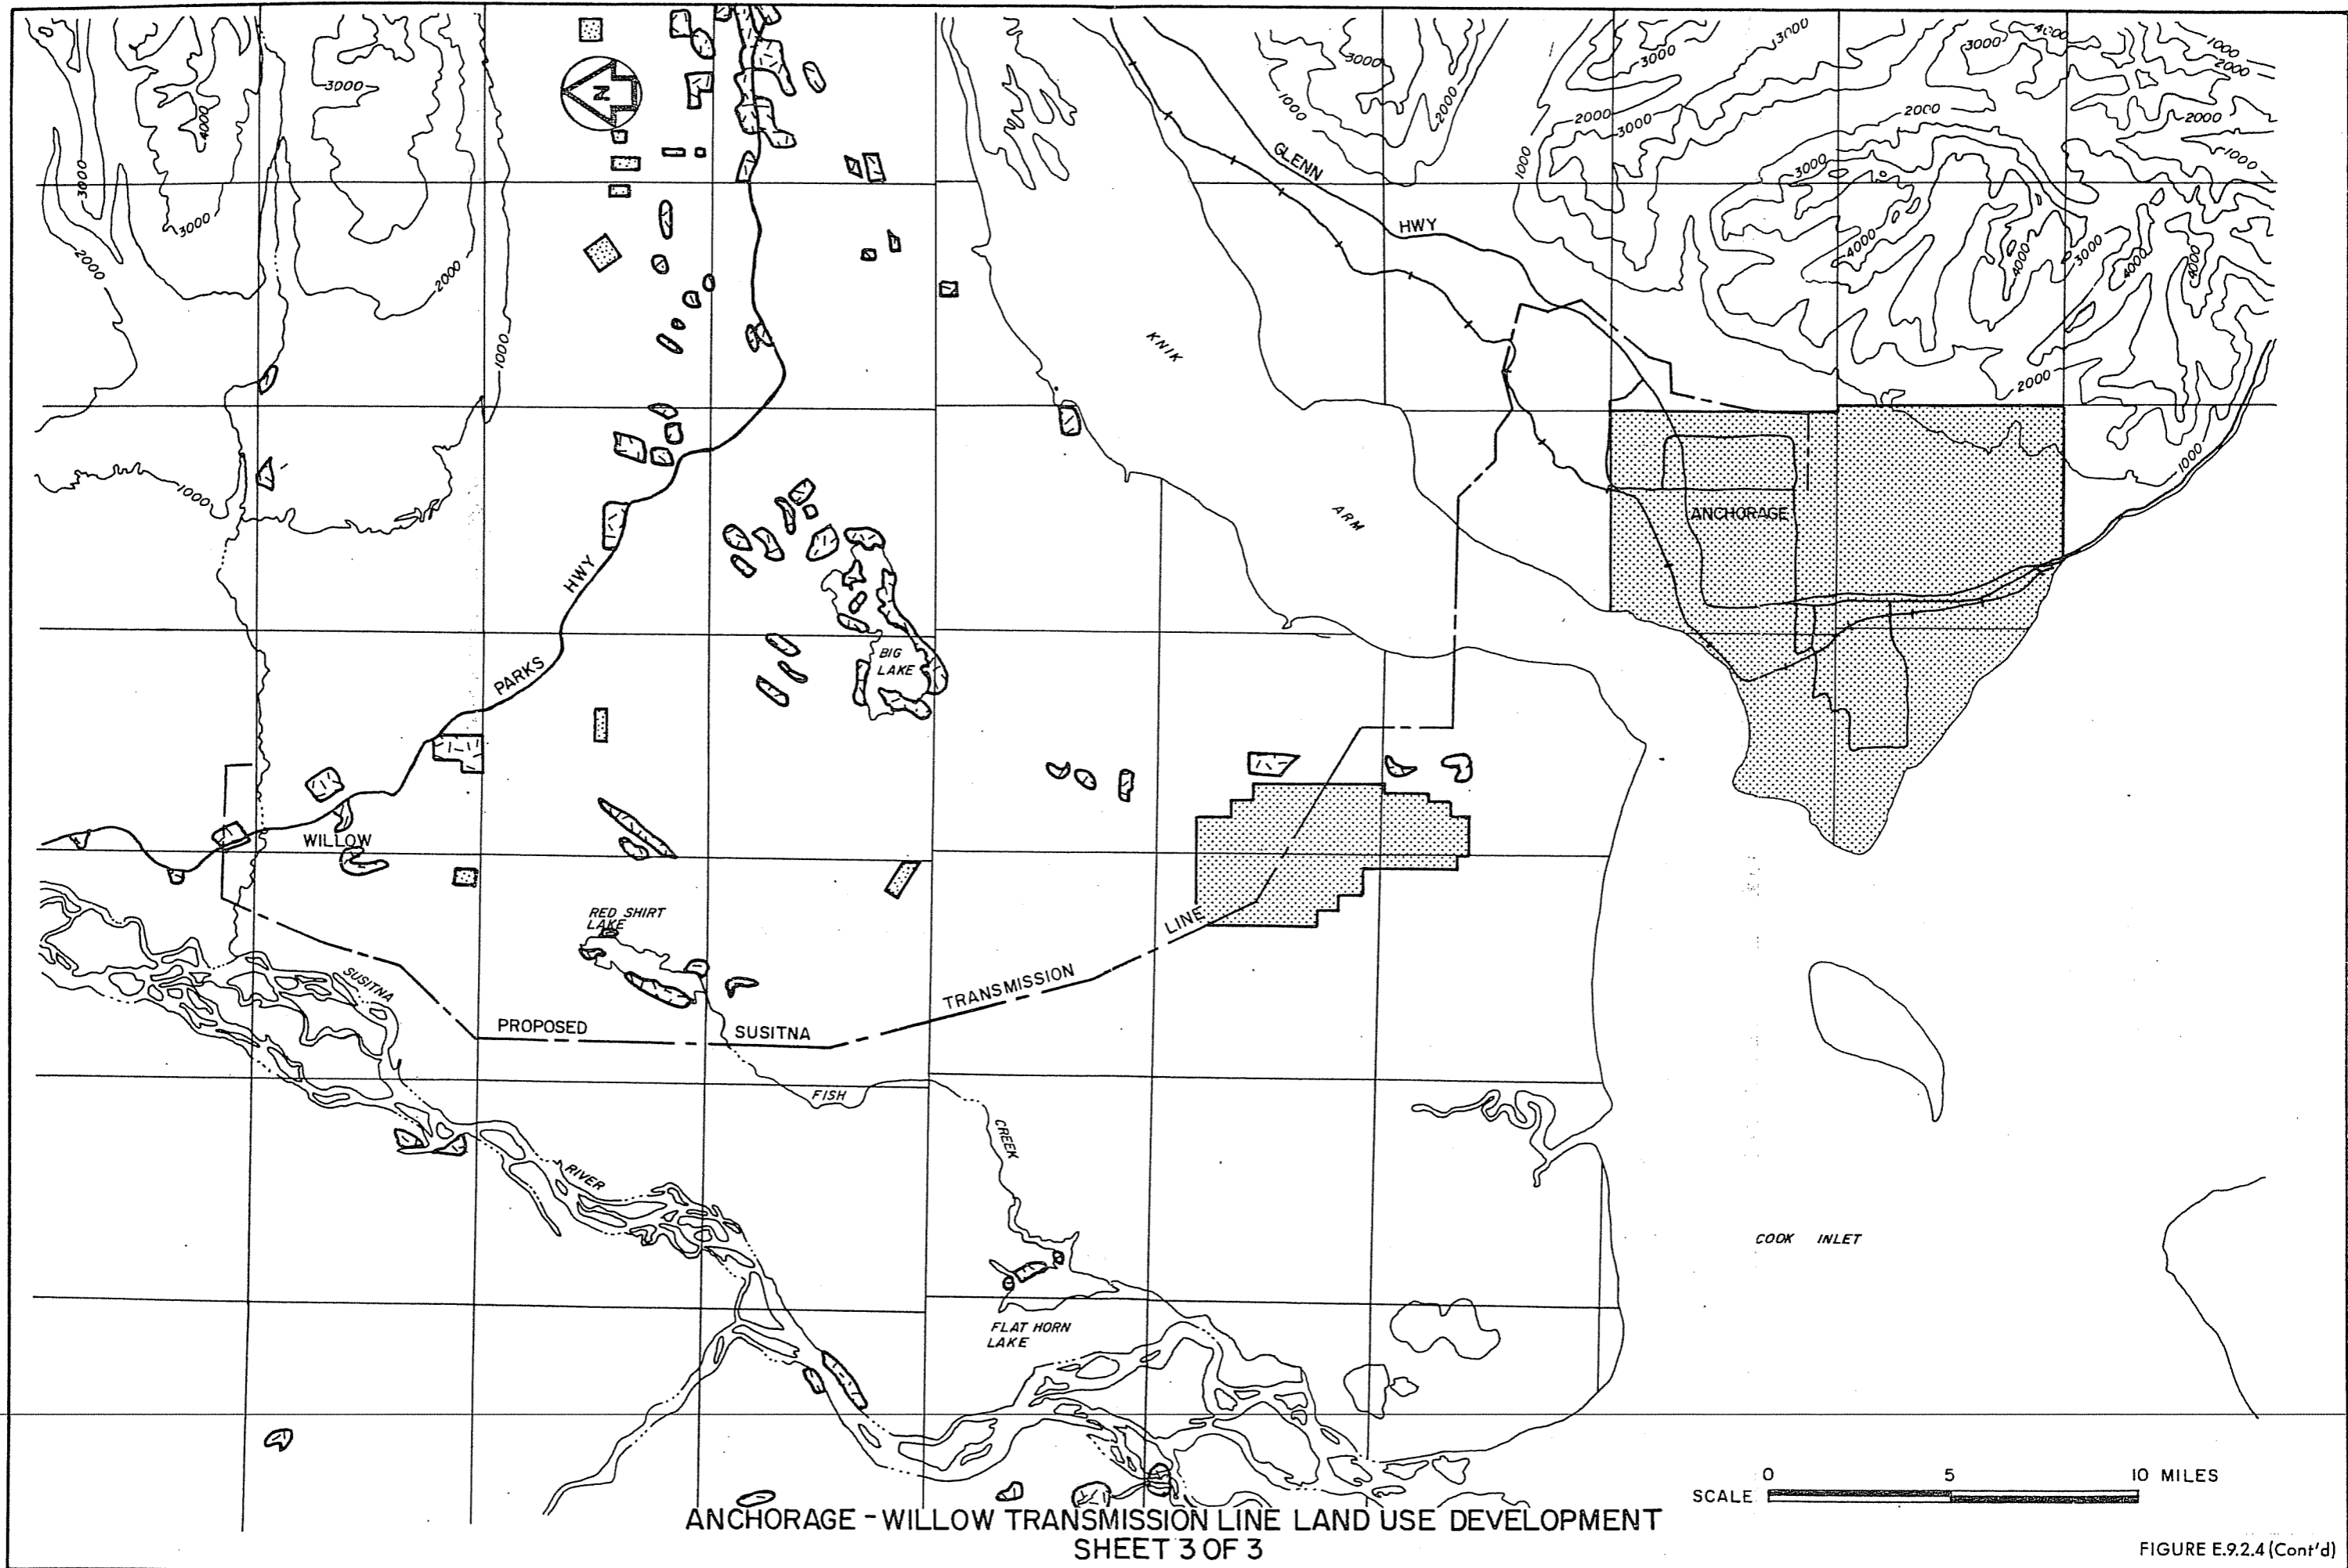 4000
3000
3000
3000
2000
2000
1000
1000
N
3000
1000
2000
3000
3000
3000
4000
1000
2000
2000
3000
2000
2000
1000
1000
3000
4000
4000
3000
4000
4000
2000
1000
GLENN
HWY
KNIK
ARM
ANCHORAGE
HWY
PARKS
BIG
LAKE
WILLOW
RED SHIRT
LAKE
SUSITNA
RIVER
PROPOSED
SUSITNA
TRANSMISSION
LINE
FISH
CREEK
FLAT HORN
LAKE
COOK INLET
0 5 10 MILES
SCALE
ANCHORAGE - WILLOW TRANSMISSION LINE LAND USE DEVELOPMENT
SHEET 3 OF 3
FIGURE E.9.2.4 (Cont'd)